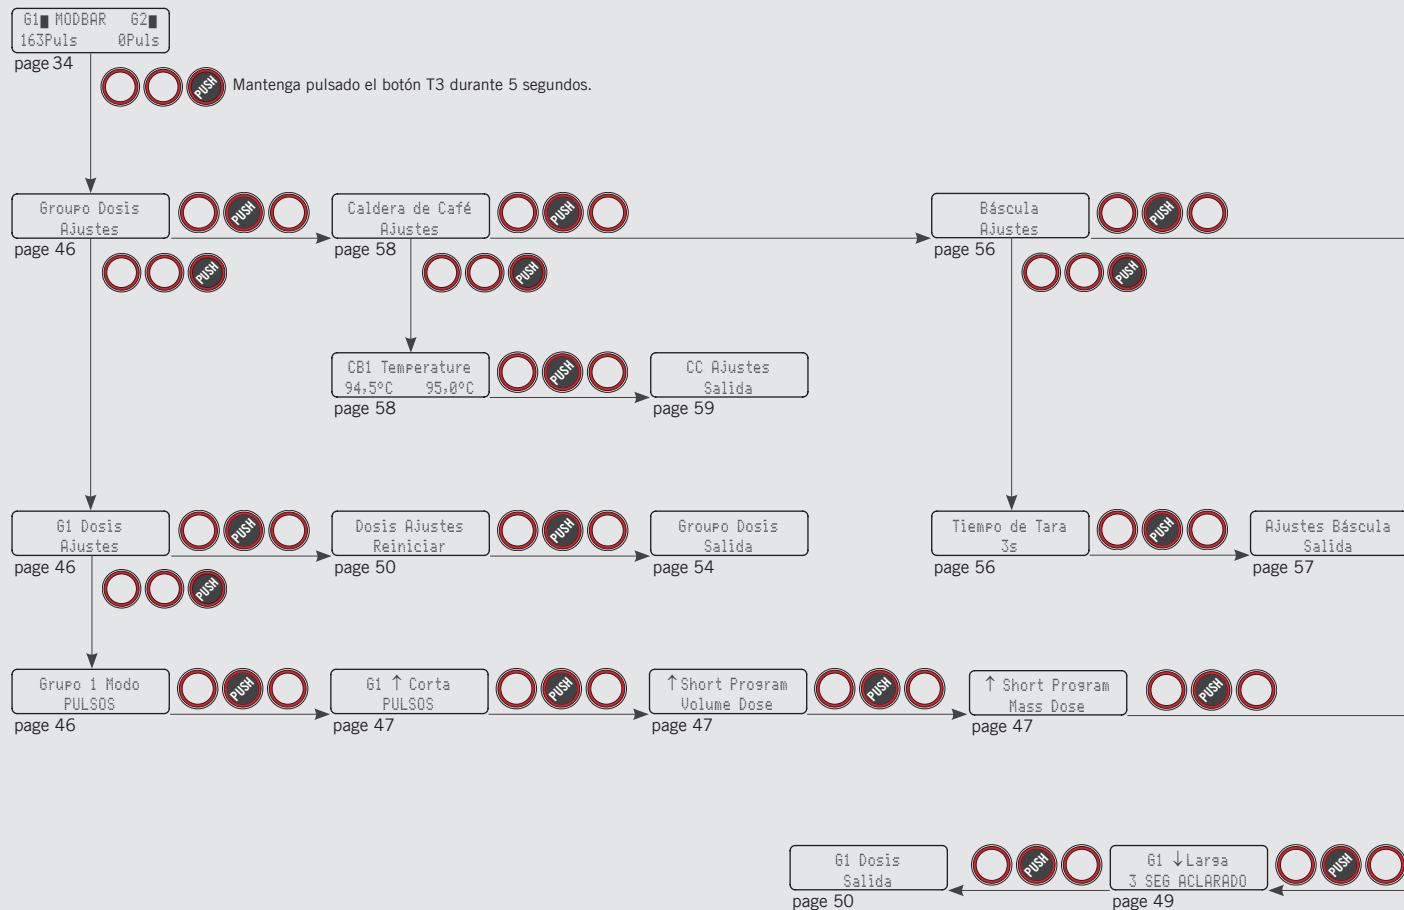 G1 MODBAR G2
163Puls 0Puls
page 34
PUSH
Mantenga pulsado el botón T3 durante 5 segundos.
Groupo Dosis
Ajustes
page 46
PUSH
Caldera de Café
Ajustes
page 58
PUSH
Báscula
Ajustes
page 56
PUSH
PUSH
PUSH
PUSH
CB1 Temperature
94,5ºC 95,0ºC
page 58
PUSH
CC Ajustes
Salida
page 59
G1 Dosis
Ajustes
page 46
PUSH
Dosis Ajustes
Reiniciar
page 50
PUSH
Groupo Dosis
Salida
page 54
Tiempo de Tara
3s
page 56
PUSH
Ajustes Báscula
Salida
page 57
PUSH
Grupo 1 Modo
PULSOS
page 46
PUSH
G1 ↑ Corta
PULSOS
page 47
PUSH
↑ Short Program
Volume Dose
page 47
PUSH
↑ Short Program
Mass Dose
page 47
PUSH
G1 Dosis
Salida
page 50
PUSH
G1 ↓ Larga
3 SEG ACLARADO
page 49
PUSH